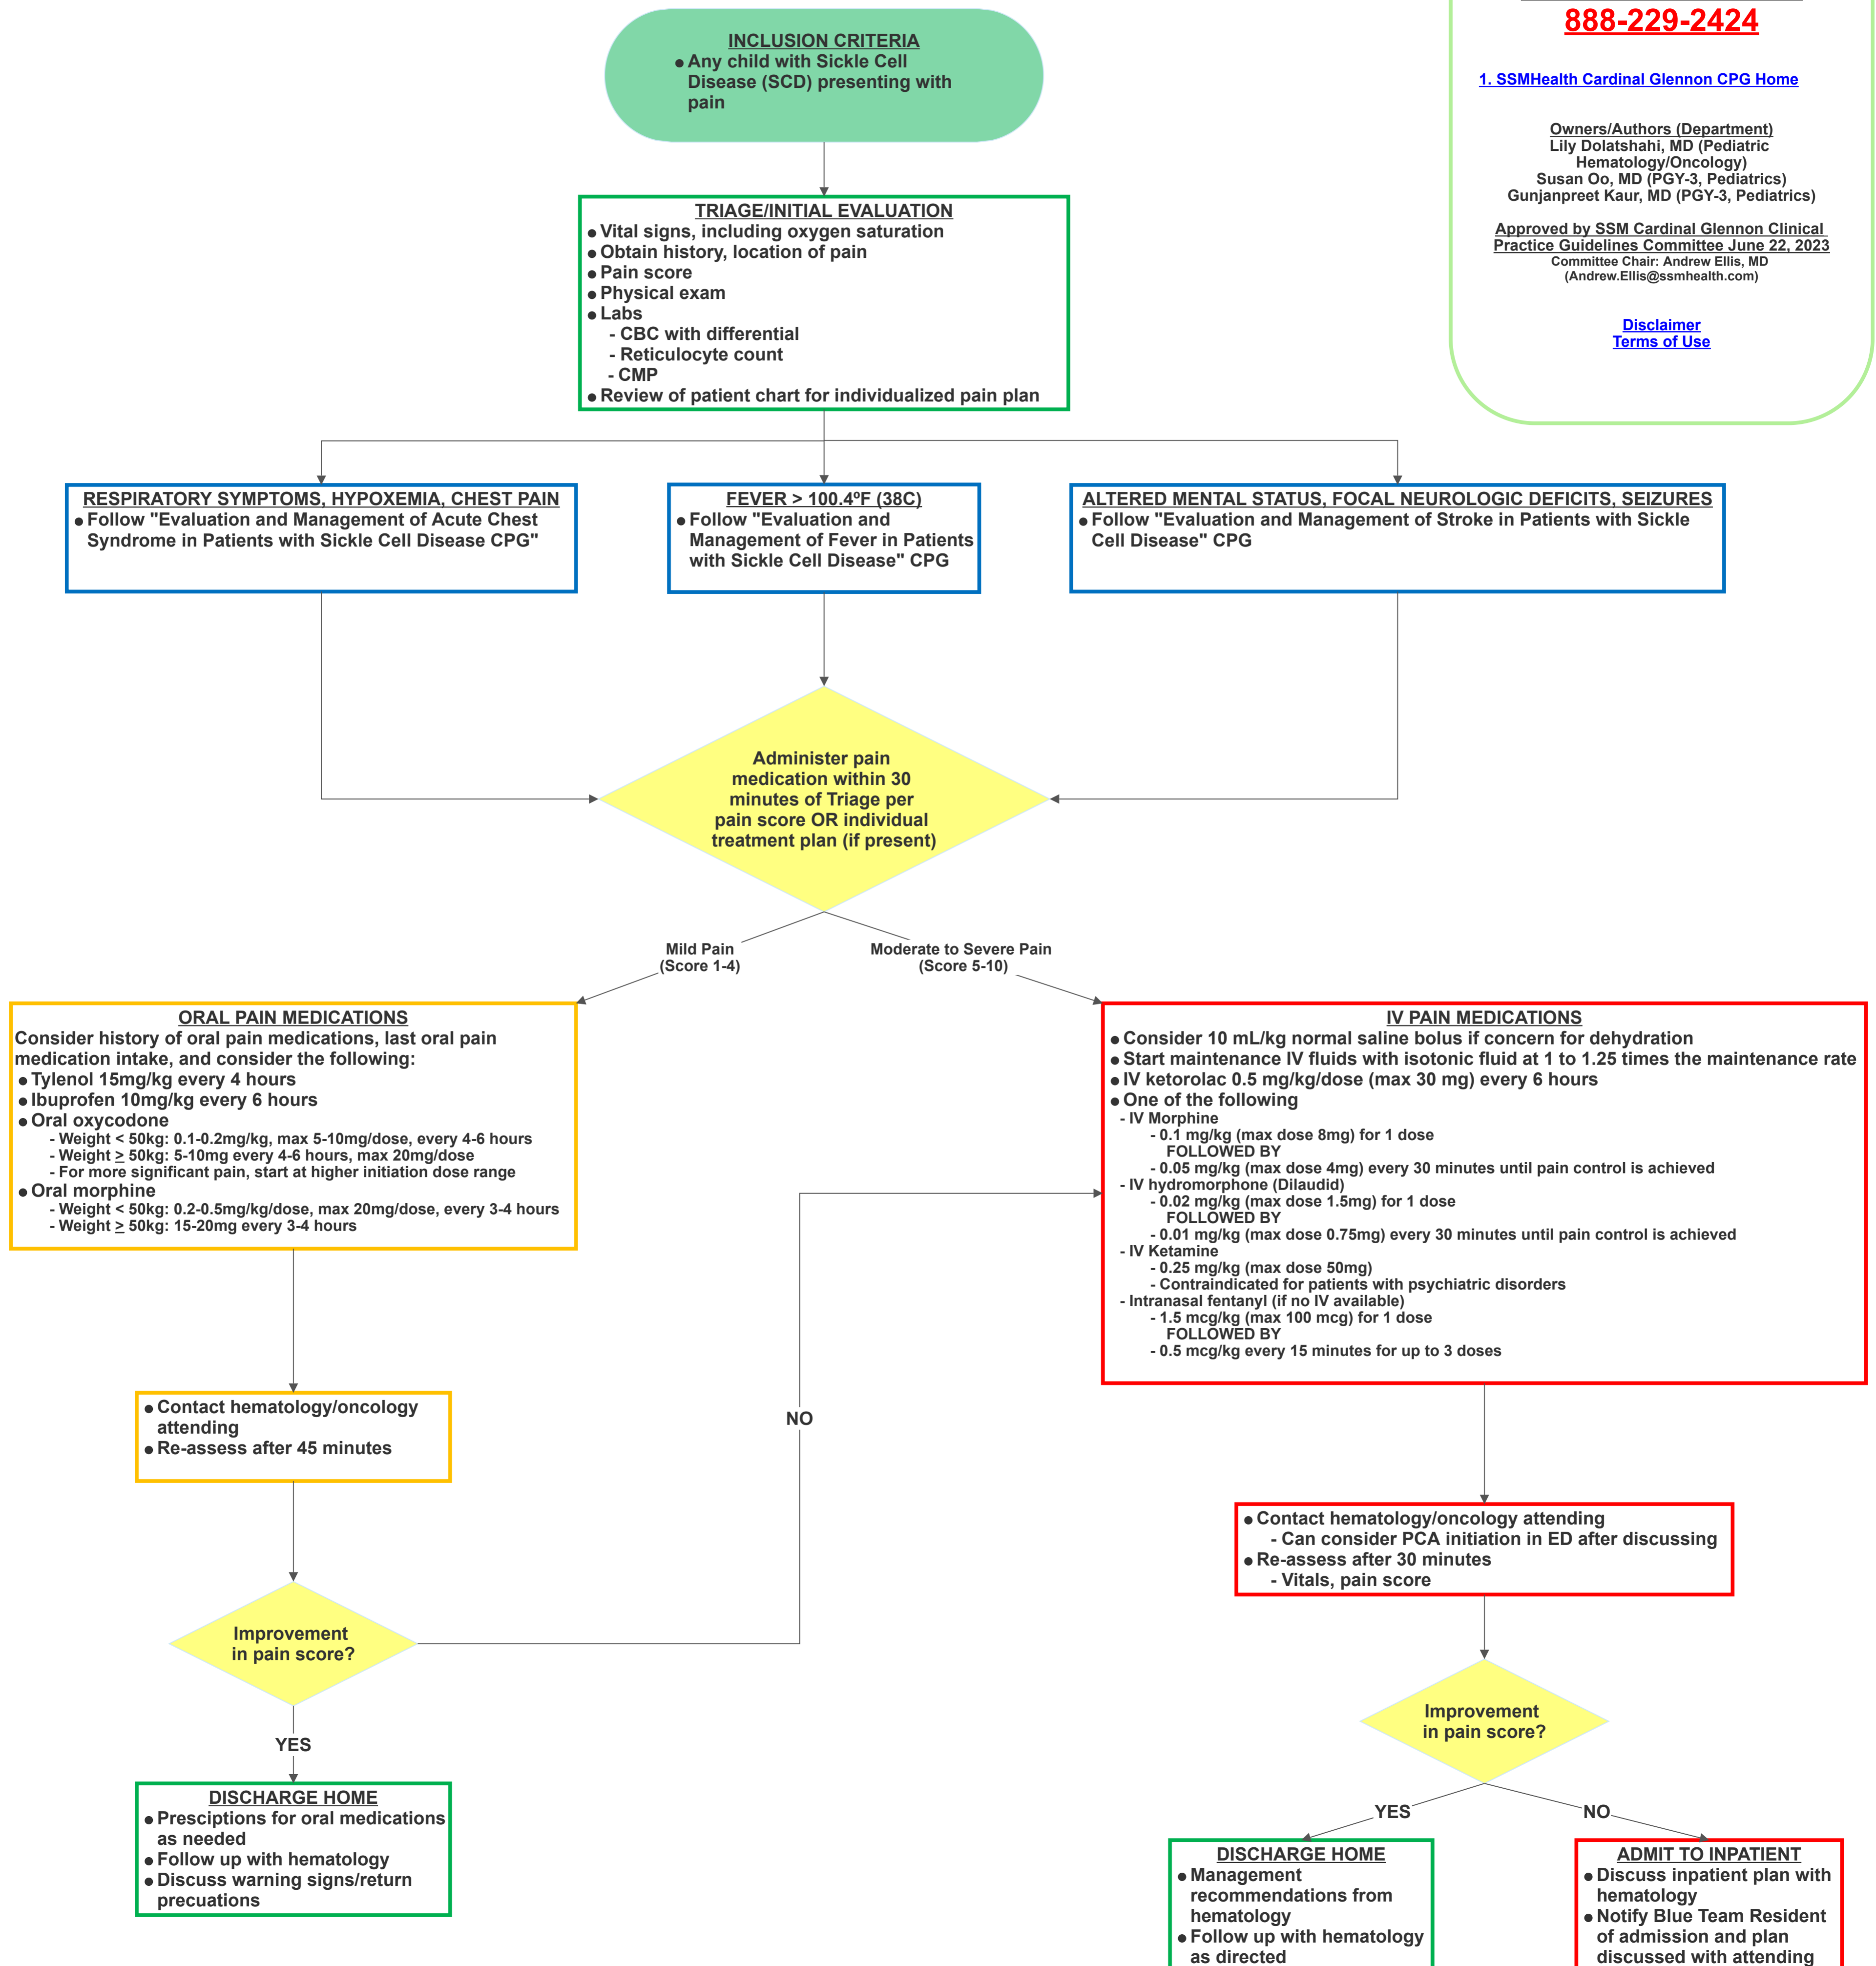 888-229-2424
1. SSMHealth Cardinal Glennon CPG Home
Owners/Authors (Department)
Lily Dolatshahi, MD (Pediatric
Hematology/Oncology)
Susan Oo, MD (PGY-3, Pediatrics)
Gunjanpreet Kaur, MD (PGY-3, Pediatrics)
Approved by SSM Cardinal Glennon Clinical
Practice Guidelines Committee June 22, 2023
Committee Chair: Andrew Ellis, MD
(Andrew.Ellis@ssmhealth.com)
Disclaimer
Terms of Use
INCLUSION CRITERIA
● Any child with Sickle Cell
Disease (SCD) presenting with
pain
TRIAGE/INITIAL EVALUATION
● Vital signs, including oxygen saturation
● Obtain history, location of pain
● Pain score
● Physical exam
● Labs
- CBC with differential
- Reticulocyte count
- CMP
● Review of patient chart for individualized pain plan
RESPIRATORY SYMPTOMS, HYPOXEMIA, CHEST PAIN
● Follow "Evaluation and Management of Acute Chest
Syndrome in Patients with Sickle Cell Disease CPG"
FEVER > 100.4ºF (38C)
● Follow "Evaluation and
Management of Fever in Patients
with Sickle Cell Disease" CPG
ALTERED MENTAL STATUS, FOCAL NEUROLOGIC DEFICITS, SEIZURES
● Follow "Evaluation and Management of Stroke in Patients with Sickle
Cell Disease" CPG
Administer pain
medication within 30
minutes of Triage per
pain score OR individual
treatment plan (if present)
Mild Pain
(Score 1-4)
Moderate to Severe Pain
(Score 5-10)
ORAL PAIN MEDICATIONS
Consider history of oral pain medications, last oral pain
medication intake, and consider the following:
● Tylenol 15mg/kg every 4 hours
● Ibuprofen 10mg/kg every 6 hours
● Oral oxycodone
- Weight < 50kg: 0.1-0.2mg/kg, max 5-10mg/dose, every 4-6 hours
- Weight ≥ 50kg: 5-10mg every 4-6 hours, max 20mg/dose
- For more significant pain, start at higher initiation dose range
● Oral morphine
- Weight < 50kg: 0.2-0.5mg/kg/dose, max 20mg/dose, every 3-4 hours
- Weight ≥ 50kg: 15-20mg every 3-4 hours
IV PAIN MEDICATIONS
● Consider 10 mL/kg normal saline bolus if concern for dehydration
● Start maintenance IV fluids with isotonic fluid at 1 to 1.25 times the maintenance rate
● IV ketorolac 0.5 mg/kg/dose (max 30 mg) every 6 hours
● One of the following
- IV Morphine
- 0.1 mg/kg (max dose 8mg) for 1 dose
FOLLOWED BY
- 0.05 mg/kg (max dose 4mg) every 30 minutes until pain control is achieved
- IV hydromorphone (Dilaudid)
- 0.02 mg/kg (max dose 1.5mg) for 1 dose
FOLLOWED BY
- 0.01 mg/kg (max dose 0.75mg) every 30 minutes until pain control is achieved
- IV Ketamine
- 0.25 mg/kg (max dose 50mg)
- Contraindicated for patients with psychiatric disorders
- Intranasal fentanyl (if no IV available)
- 1.5 mcg/kg (max 100 mcg) for 1 dose
FOLLOWED BY
- 0.5 mcg/kg every 15 minutes for up to 3 doses
● Contact hematology/oncology
attending
● Re-assess after 45 minutes
NO
● Contact hematology/oncology attending
- Can consider PCA initiation in ED after discussing
● Re-assess after 30 minutes
- Vitals, pain score
Improvement
in pain score?
Improvement
in pain score?
YES
YES
NO
DISCHARGE HOME
● Presciptions for oral medications
as needed
● Follow up with hematology
● Discuss warning signs/return
precuations
DISCHARGE HOME
● Management
recommendations from
hematology
● Follow up with hematology
as directed
ADMIT TO INPATIENT
● Discuss inpatient plan with
hematology
● Notify Blue Team Resident
of admission and plan
discussed with attending